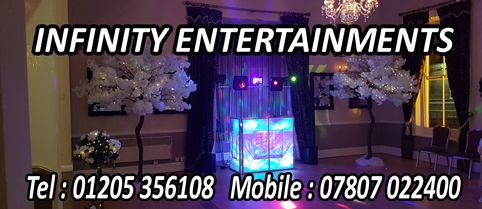 INFINITY ENTERTAINMENTS
Tel : 01205 356108 Mobile : 07807 022400